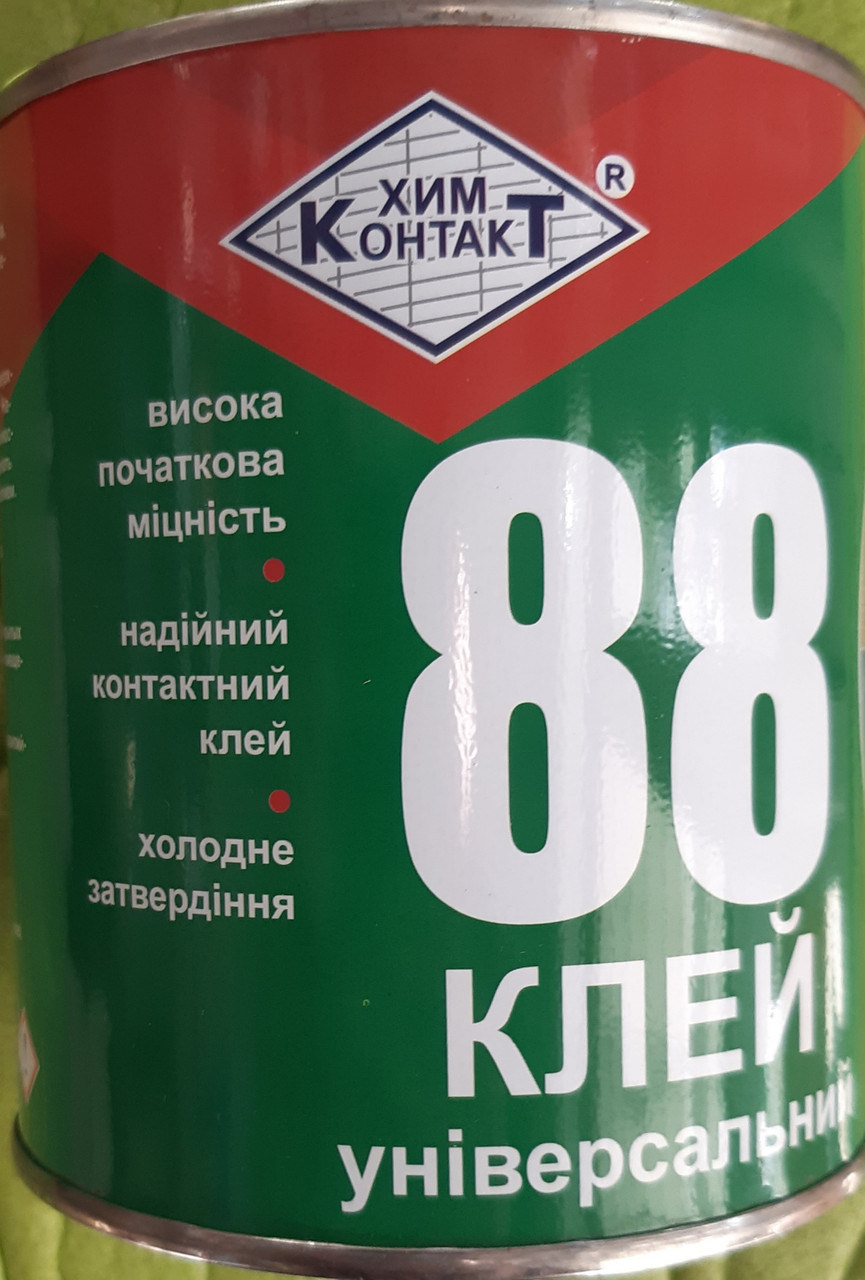 ХИМ
КОНТАКТ
®
висока
початкова
міцність
надійний
контактний
клей
холодне
затвердіння
88
КЛЕЙ
універсальний